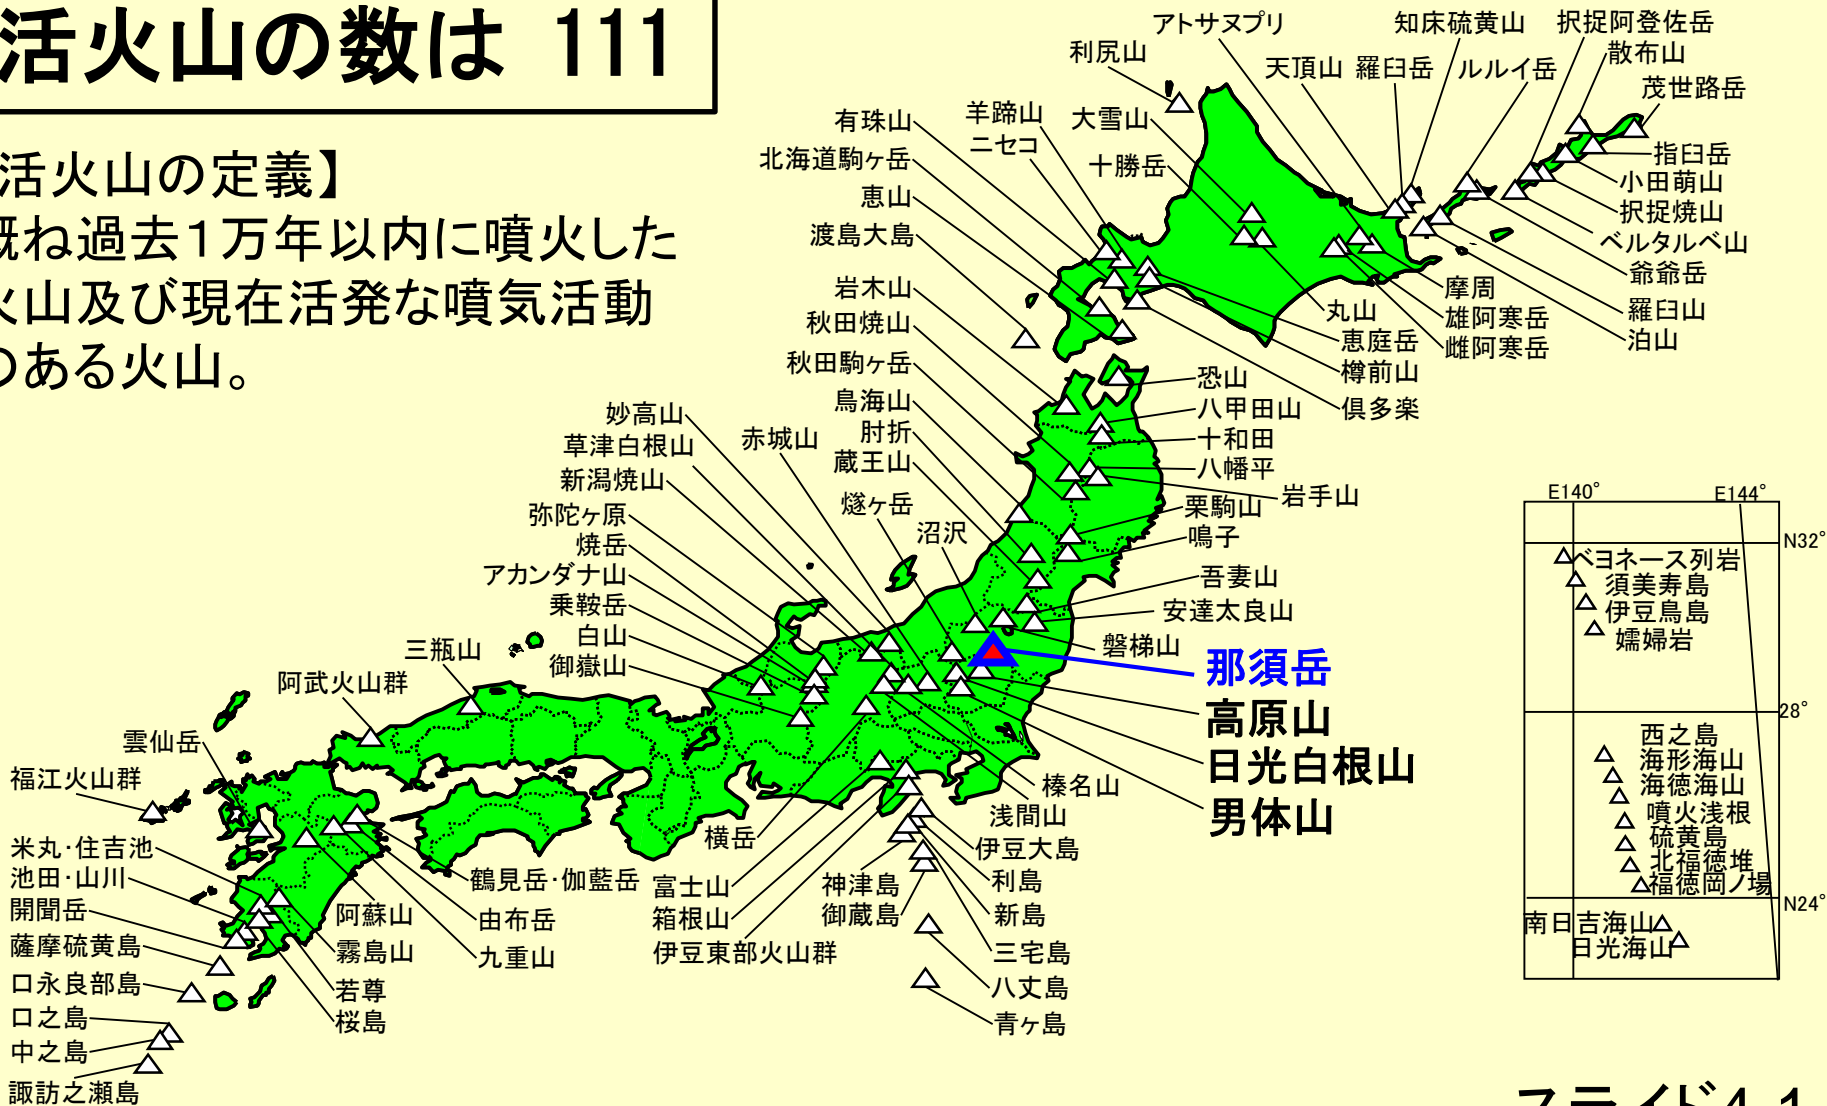 活火山の数は 111
活火山の定義】
概ね過去1万年以内に噴火した
火山及び現在活発な噴気活動
のある火山。
アトサヌプリ
知床硫黄山
択捉阿登佐岳
利尻山
天頂山
羅臼岳
ルルイ岳
散布山
茂世路岳
有珠山
羊蹄山
大雪山
北海道駒ヶ岳
ニセコ
十勝岳
指臼岳
恵山
小田萌山
渡島大島
択捉焼山
ベルタルベ山
岩木山
摩周
爺爺岳
秋田焼山
丸山
雄阿寒岳
羅臼山
秋田駒ヶ岳
恵庭岳
雌阿寒岳
泊山
鳥海山
恐山
樽前山
妙高山
肘折
八甲田山
倶多楽
草津白根山
赤城山
蔵王山
十和田
新潟焼山
燧ヶ岳
八幡平
弥陀ヶ原
沼沢
栗駒山
岩手山
焼岳
鳴子
アカンダナ山
吾妻山
乗鞍岳
安達太良山
白山
磐梯山
三瓶山
御嶽山
那須岳
阿武火山群
高原山
雲仙岳
日光白根山
福江火山群
榛名山
男体山
横岳
浅間山
米丸・住吉池
伊豆大島
池田・山川
鶴見岳・伽藍岳
富士山
神津島
利島
開聞岳
阿蘇山
由布岳
箱根山
御蔵島
新島
薩摩硫黄島
霧島山
九重山
伊豆東部火山群
三宅島
口永良部島
若尊
八丈島
口之島
桜島
青ヶ島
中之島
諏訪之瀬島
E140°
E144°
N32°
ベヨネース列岩
須美寿島
伊豆鳥島
孀婦岩
28°
西之島
海形海山
海徳海山
噴火浅根
硫黄島
北福徳堆
福徳岡ノ場
N24°
南日吉海山
日光海山
スライド4-1